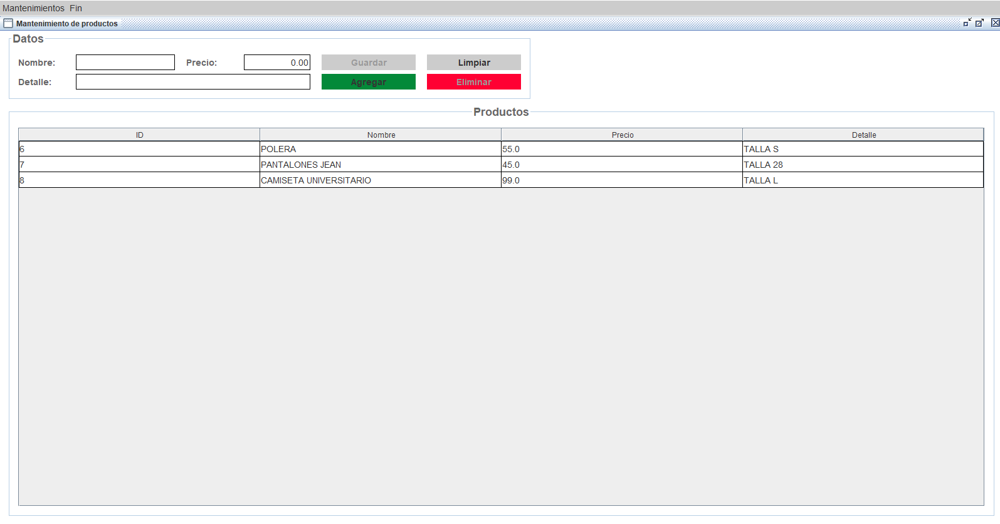 Mantenimientos Fin
Mantenimiento de productos
Datos
Nombre: Precio: 0.00 Guardar Limpiar
Detalle: Agregar Eliminar
Productos
ID Nombre Precio Detalle
6 POLERA 55.0 TALLA S
7 PANTALONES JEAN 45.0 TALLA 28
8 CAMISETA UNIVERSITARIO 99.0 TALLA L